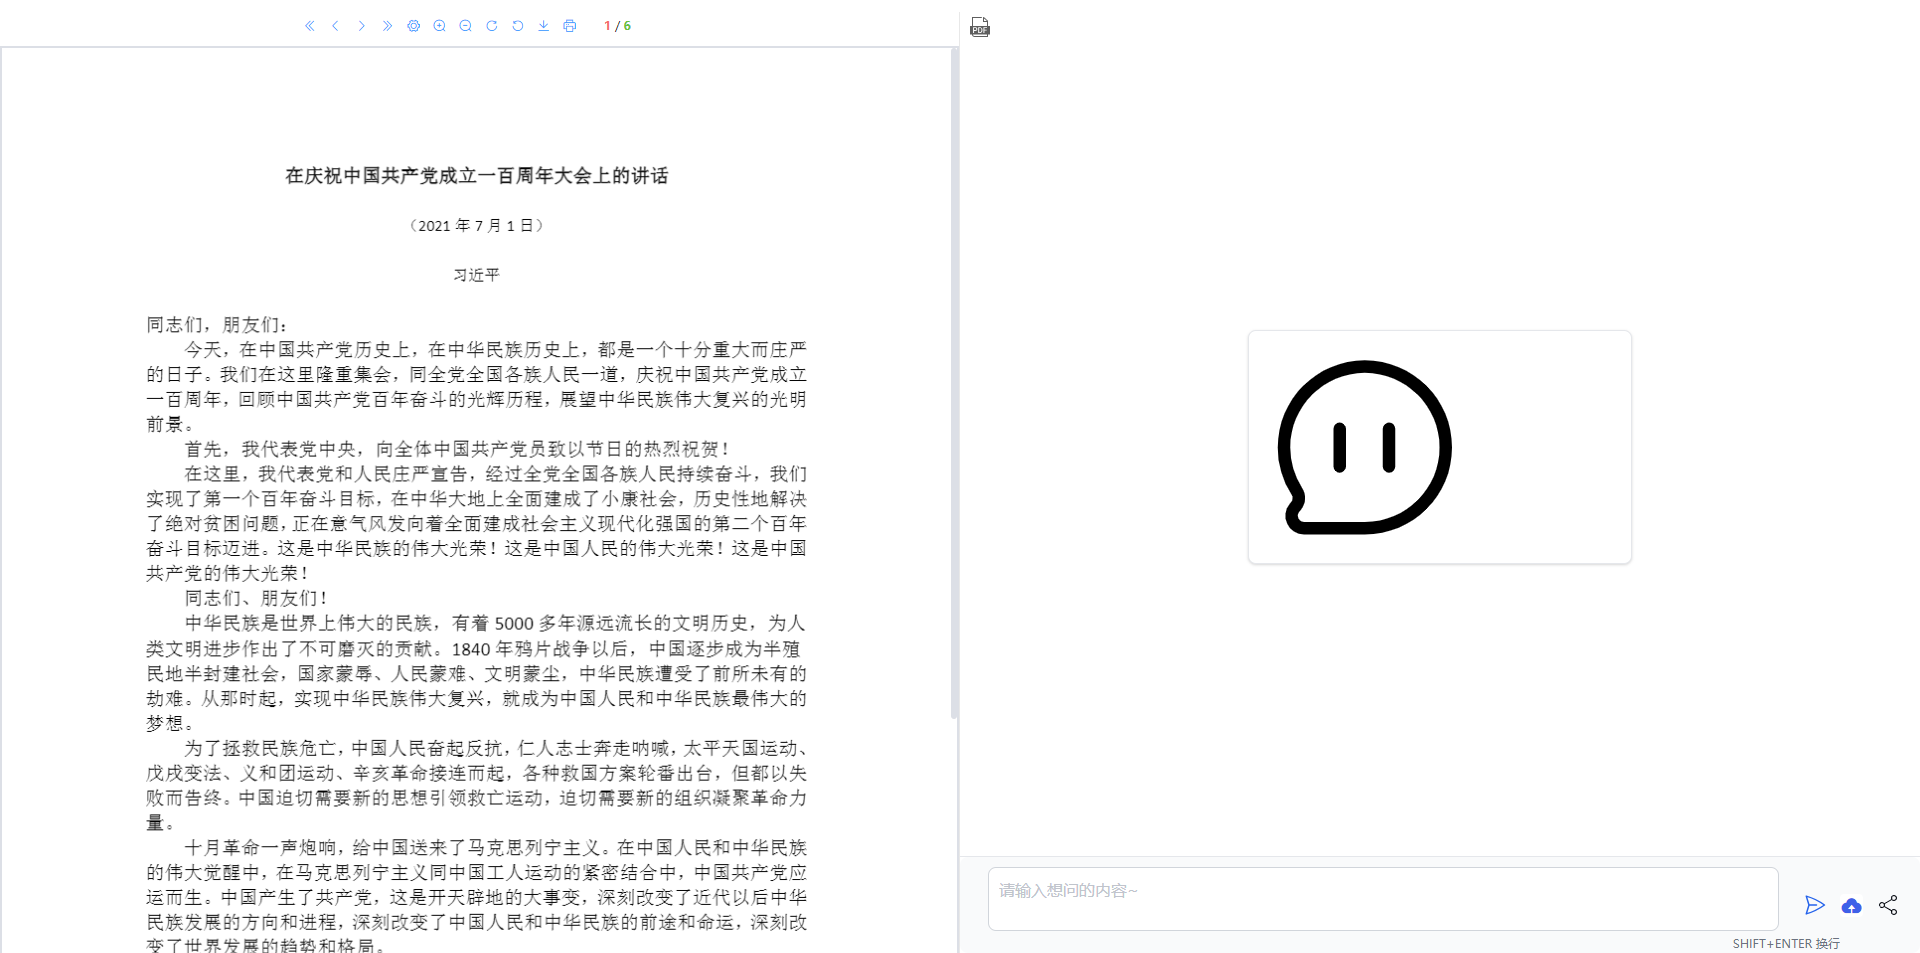 1 / 6
PDF
在庆祝中国共产党成立一百周年大会上的讲话
（2021 年 7 月 1 日）
习近平
同志们，朋友们：
今天，在中国共产党历史上，在中华民族历史上，都是一个十分重大而庄严
的日子。我们在这里隆重集会，同全党全国各族人民一道，庆祝中国共产党成立
一百周年，回顾中国共产党百年奋斗的光辉历程，展望中华民族伟大复兴的光明
前景。
首先，我代表党中央，向全体中国共产党员致以节日的热烈祝贺！
在这里，我代表党和人民庄严宣告，经过全党全国各族人民持续奋斗，我们
实现了第一个百年奋斗目标，在中华大地上全面建成了小康社会，历史性地解决
了绝对贫困问题，正在意气风发向着全面建成社会主义现代化强国的第二个百年
奋斗目标迈进。这是中华民族的伟大光荣！这是中国人民的伟大光荣！这是中国
共产党的伟大光荣！
同志们、朋友们！
中华民族是世界上伟大的民族，有着 5000 多年源远流长的文明历史，为人
类文明进步作出了不可磨灭的贡献。1840 年鸦片战争以后，中国逐步成为半殖
民地半封建社会，国家蒙辱、人民蒙难、文明蒙尘，中华民族遭受了前所未有的
劫难。从那时起，实现中华民族伟大复兴，就成为中国人民和中华民族最伟大的
梦想。
为了拯救民族危亡，中国人民奋起反抗，仁人志士奔走呐喊，太平天国运动、
戊戌变法、义和团运动、辛亥革命接连而起，各种救国方案轮番出台，但都以失
败而告终。中国迫切需要新的思想引领救亡运动，迫切需要新的组织凝聚革命力
量。
十月革命一声炮响，给中国送来了马克思列宁主义。在中国人民和中华民族
的伟大觉醒中，在马克思列宁主义同中国工人运动的紧密结合中，中国共产党应
运而生。中国产生了共产党，这是开天辟地的大事变，深刻改变了近代以后中华
民族发展的方向和进程，深刻改变了中国人民和中华民族的前途和命运，深刻改
变了世界发展的趋势和格局。
请输入想问的内容~
SHIFT+ENTER 换行